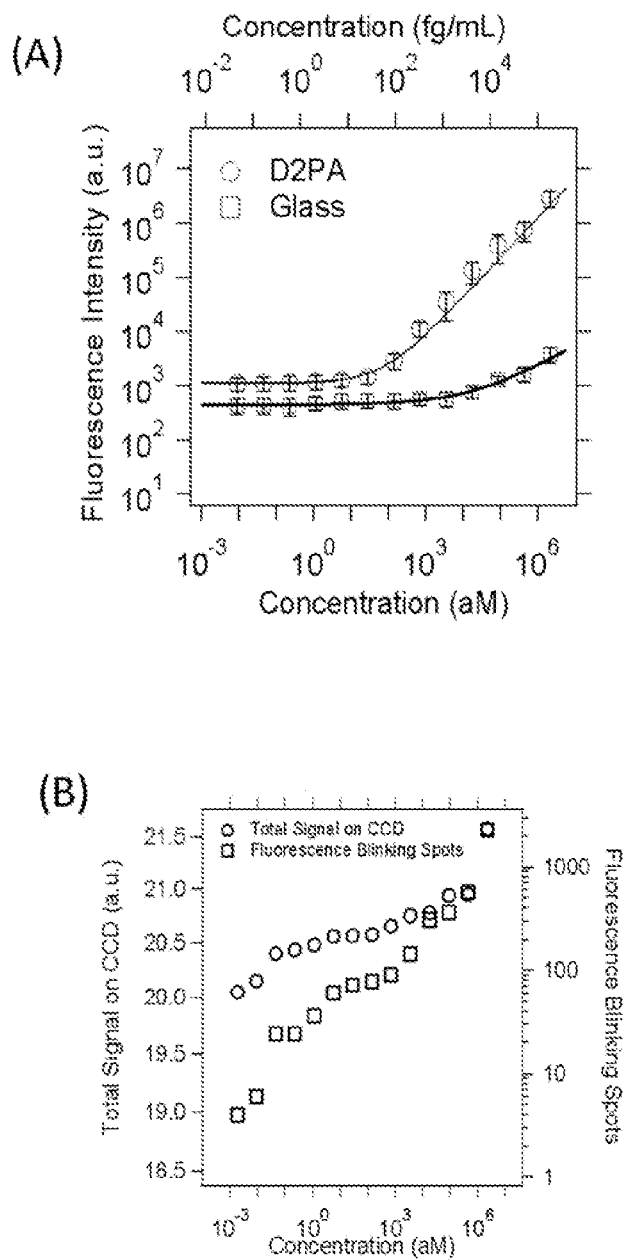 (A)
Concentration (fg/mL)
10^-2 10^0 10^2 10^4
Fluorescence Intensity (a.u.)
10^7
10^6
10^5
10^4
10^3
10^2
10^1
D2PA
Glass
10^-3 10^0 10^3 10^6
Concentration (aM)
(B)
Total Signal on CCD (a.u.)
21.5
21.0
20.5
20.0
19.5
19.0
18.5
Total Signal on CCD
Fluorescence Blinking Spots
1000
100
10
1
Fluorescence Blinking Spots
10^-3 10^0 10^3 10^6
Concentration (aM)